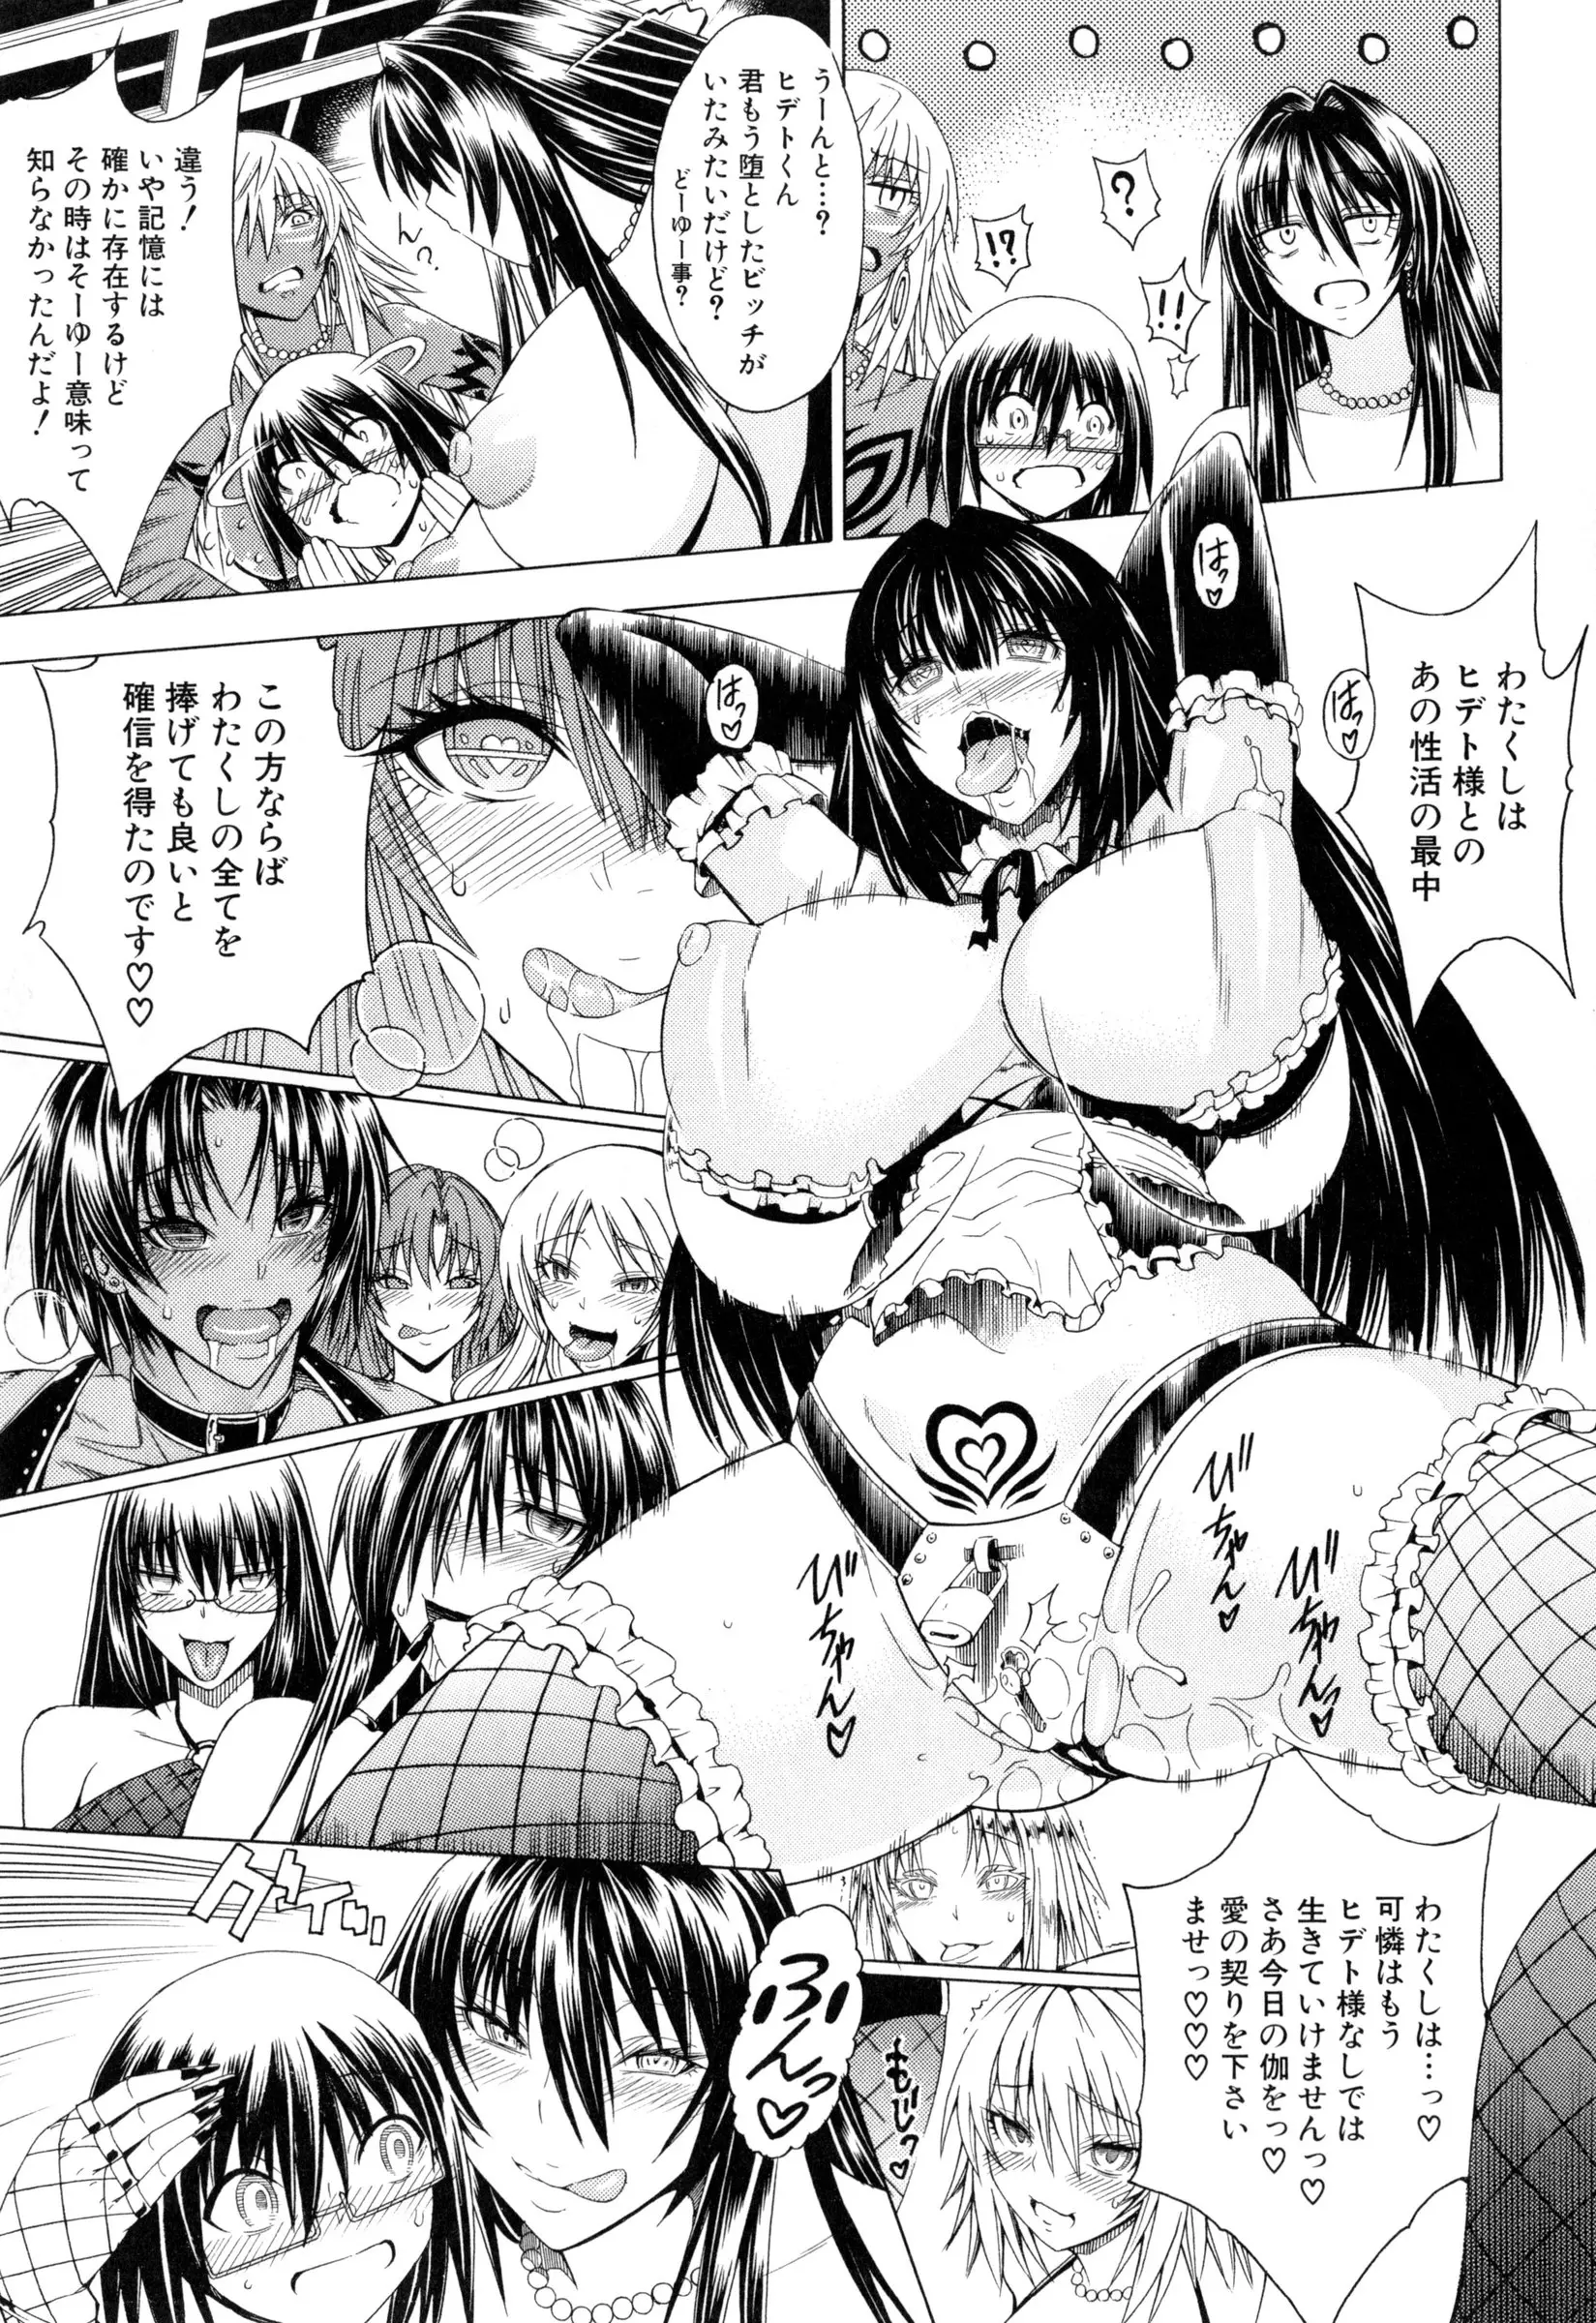 ?
!?
!!
うーんと…?
ヒデトくん
君もう堕としたビッチが
いたみたいだけど?
どーゆー事?
ん?
違う!
いや記憶には
確かに存在するけど
その時はそーゆー意味って
知らなかったんだよ!
わたくしは
ヒデト様との
あの性活の最中
はっ♡
はっ♡
はっ♡
この方ならば
わたくしの全てを
捧げても良いと
確信を得たのです♡♡
びちゃん♡
びちゃんっ♡
びちゃん♡
わたくしは…っ♡
可憐はもう
ヒデト様なしでは
生きていけませんっ♡
さあ今日の伽をっ♡
愛の契りを下さい
ませっ♡♡♡
もじっ♡
ふんっ♡